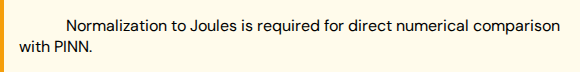 Normalization to Joules is required for direct numerical comparison
with PINN.